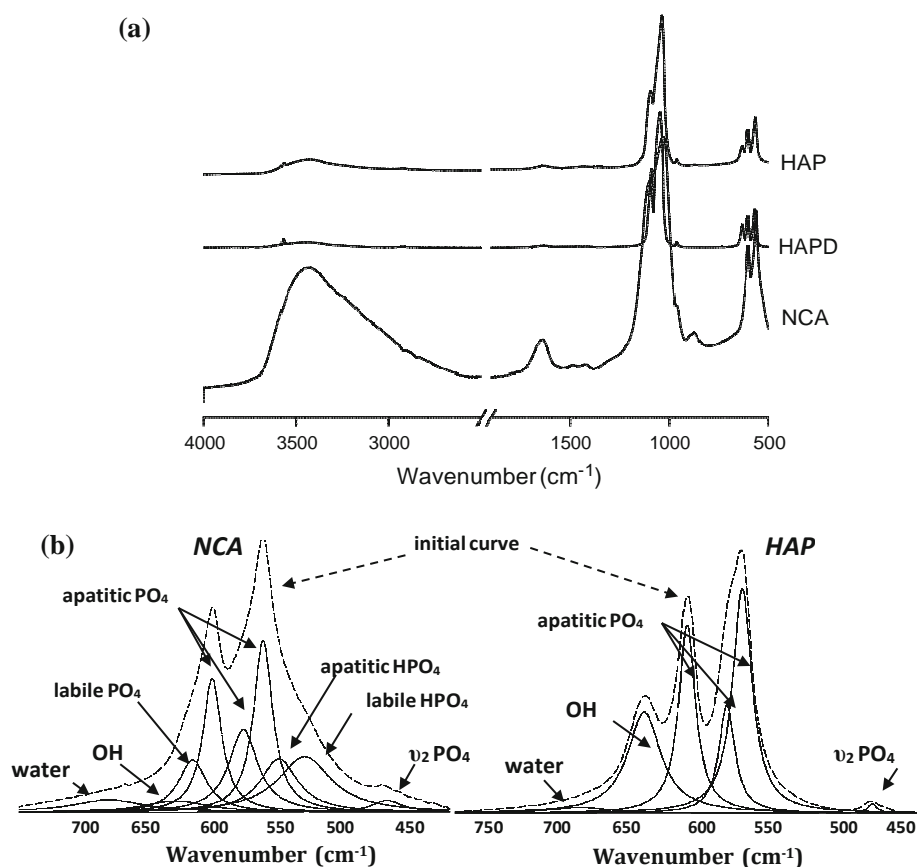 (a)
HAP
HAPD
NCA
4000 3500 3000 1500 1000 500
Wavenumber (cm-1)
(b)
NCA
initial curve
HAP
apatitic PO4
labile PO4
OH
water
apatitic HPO4
labile HPO4
υ2 PO4
700 650 600 550 500 450
Wavenumber (cm-1)
apatitic PO4
OH
water
υ2 PO4
750 700 650 600 550 500 450
Wavenumber (cm-1)